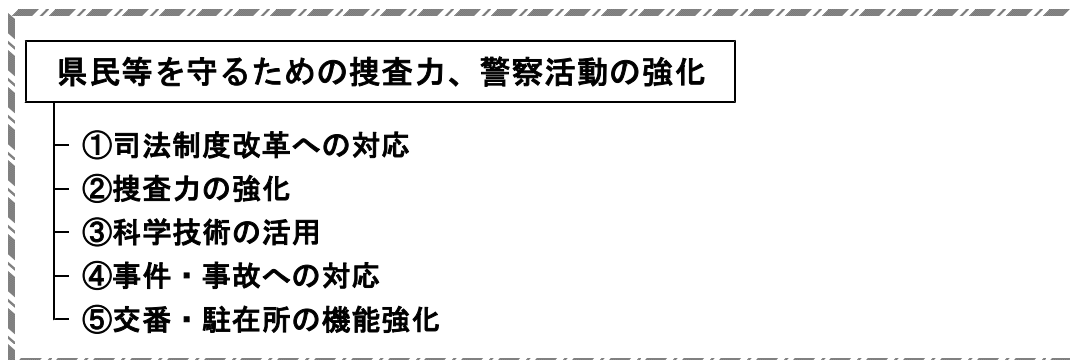 県民等を守るための捜査力、警察活動の強化
①司法制度改革への対応
②捜査力の強化
③科学技術の活用
④事件・事故への対応
⑤交番・駐在所の機能強化